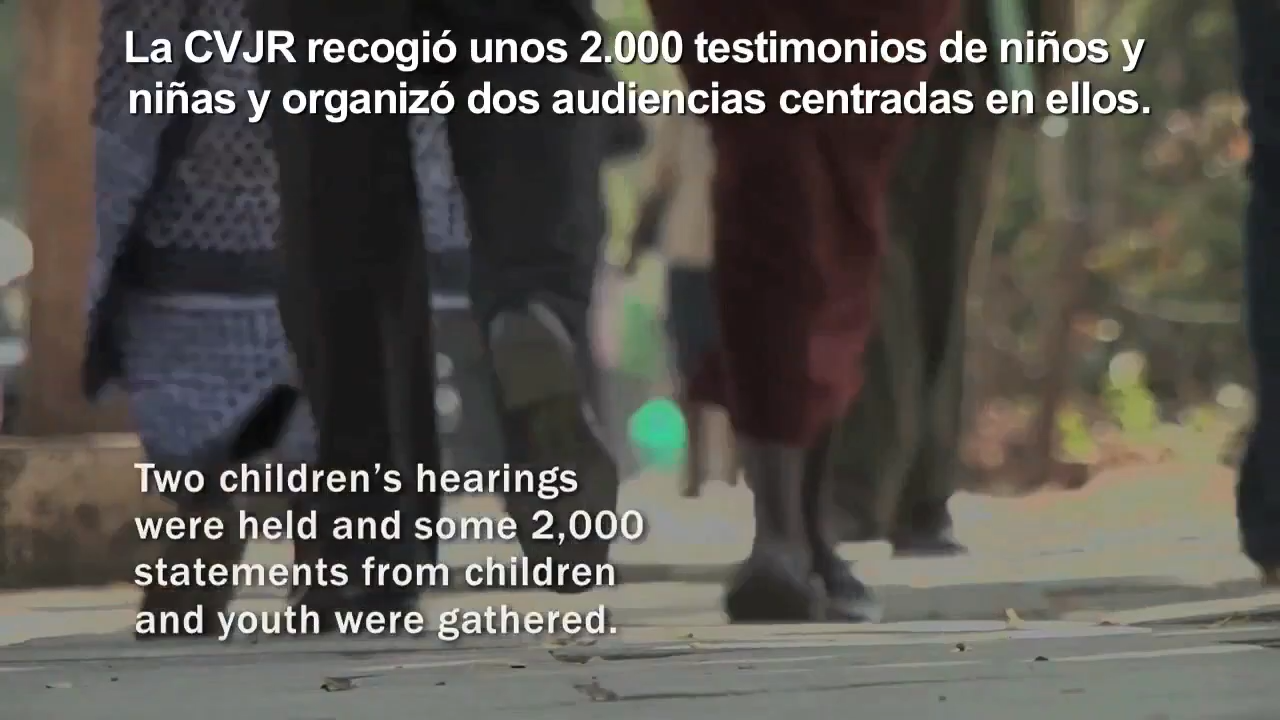 La CVJR recogió unos 2.000 testimonios de niños y
niñas y organizó dos audiencias centradas en ellos.
Two children’s hearings
were held and some 2,000
statements from children
and youth were gathered.